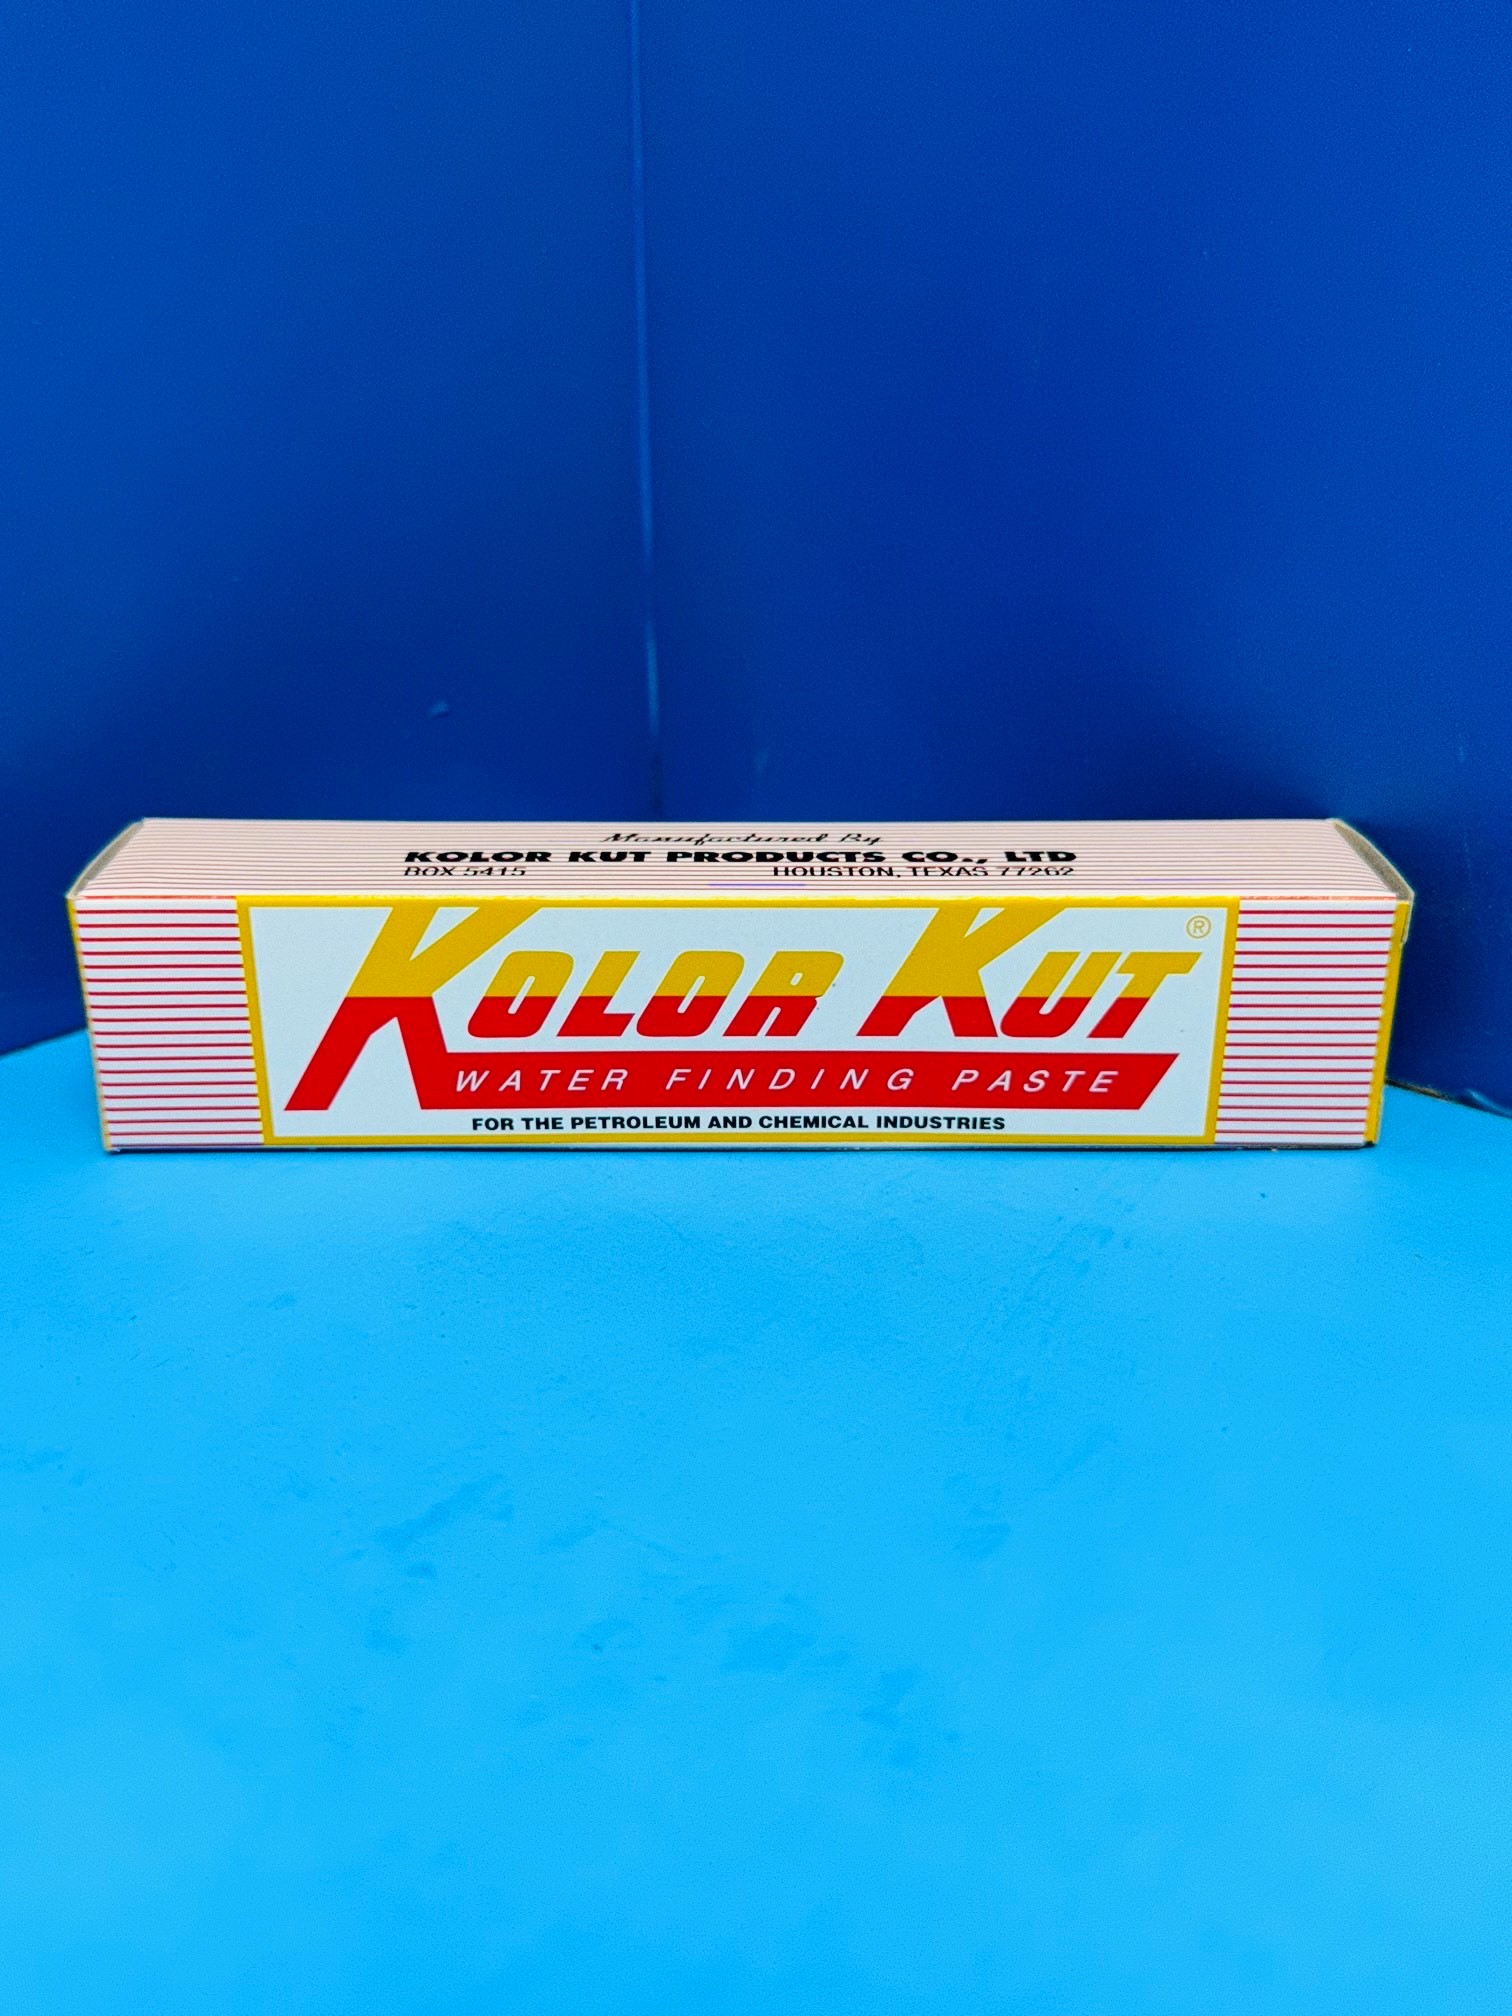 Manufactured By
KOLOR KUT PRODUCTS CO., LTD
BOX 5415 HOUSTON, TEXAS 77262
KOLOR KUT ®
WATER FINDING PASTE
FOR THE PETROLEUM AND CHEMICAL INDUSTRIES